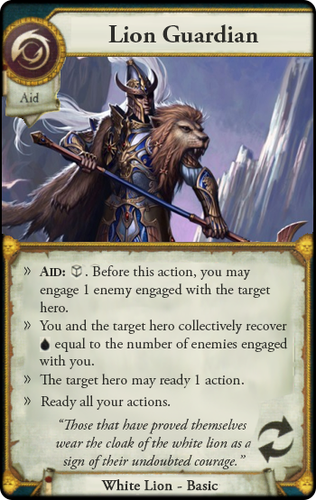 Lion Guardian
Aid
» AID: . Before this action, you may
engage 1 enemy engaged with the target
hero.
» You and the target hero collectively recover
equal to the number of enemies engaged
with you.
» The target hero may ready 1 action.
» Ready all your actions.
“Those that have proved themselves
wear the cloak of the white lion as a
sign of their undoubted courage.”
White Lion - Basic